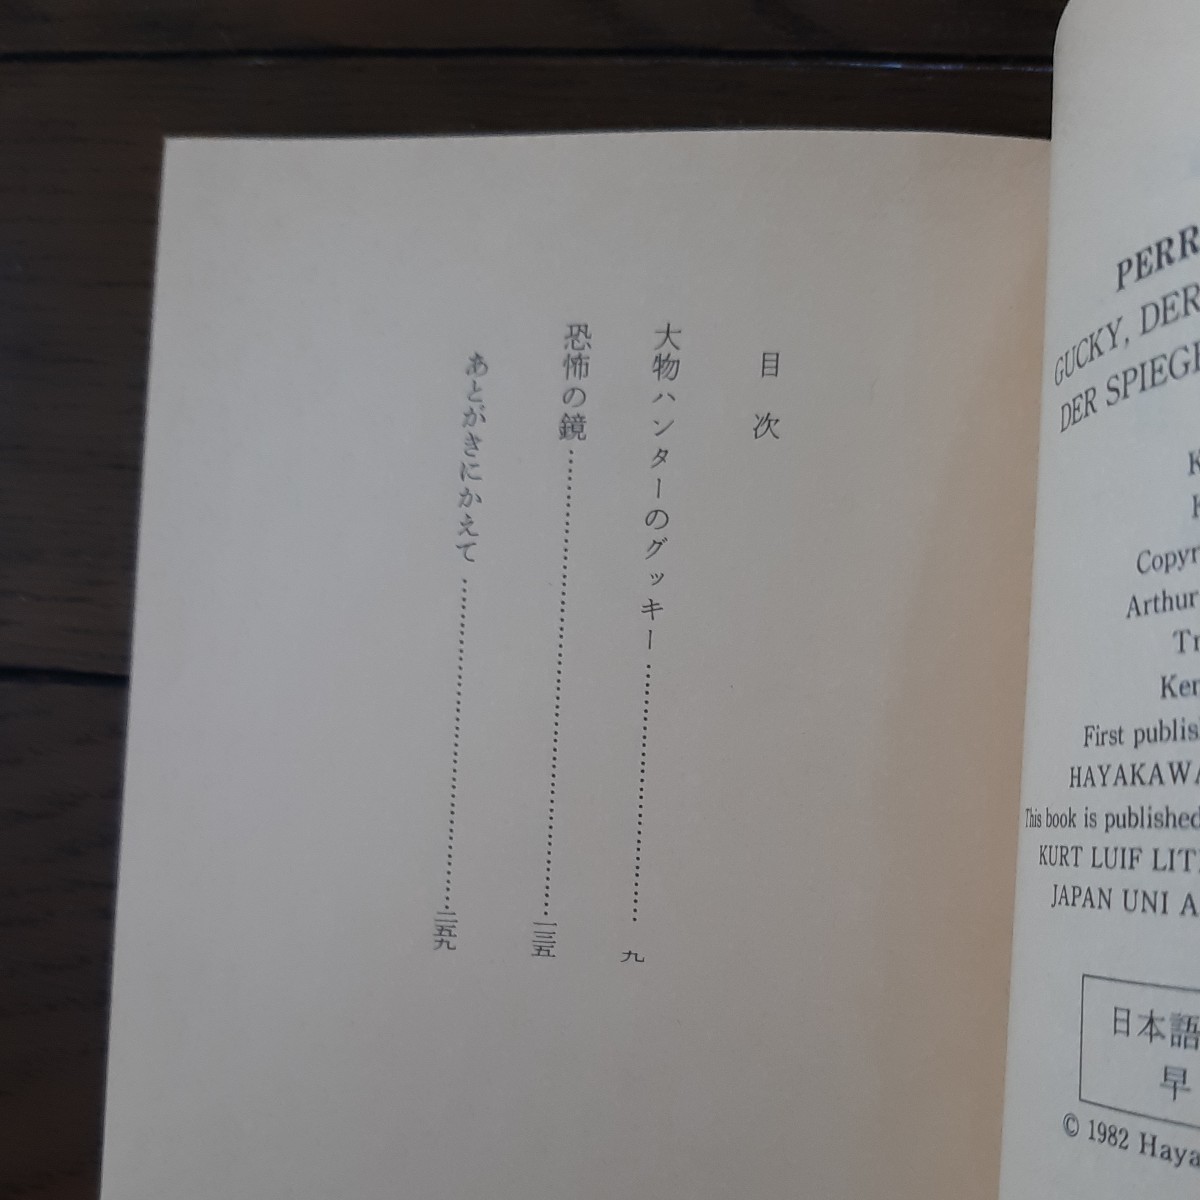 目次
大物ハンターのグッキー……………………九
恐怖の鏡……………………一三五
あとがきにかえて……………………二五九
PERR
GUCKY, DER
DER SPIEGE
K
K
Copyr
Arthur
Tr
Ker
First publis
HAYAKAWA
This book is published
KURT LUIF LIT
JAPAN UNI A
日本語
早
© 1982 Haya